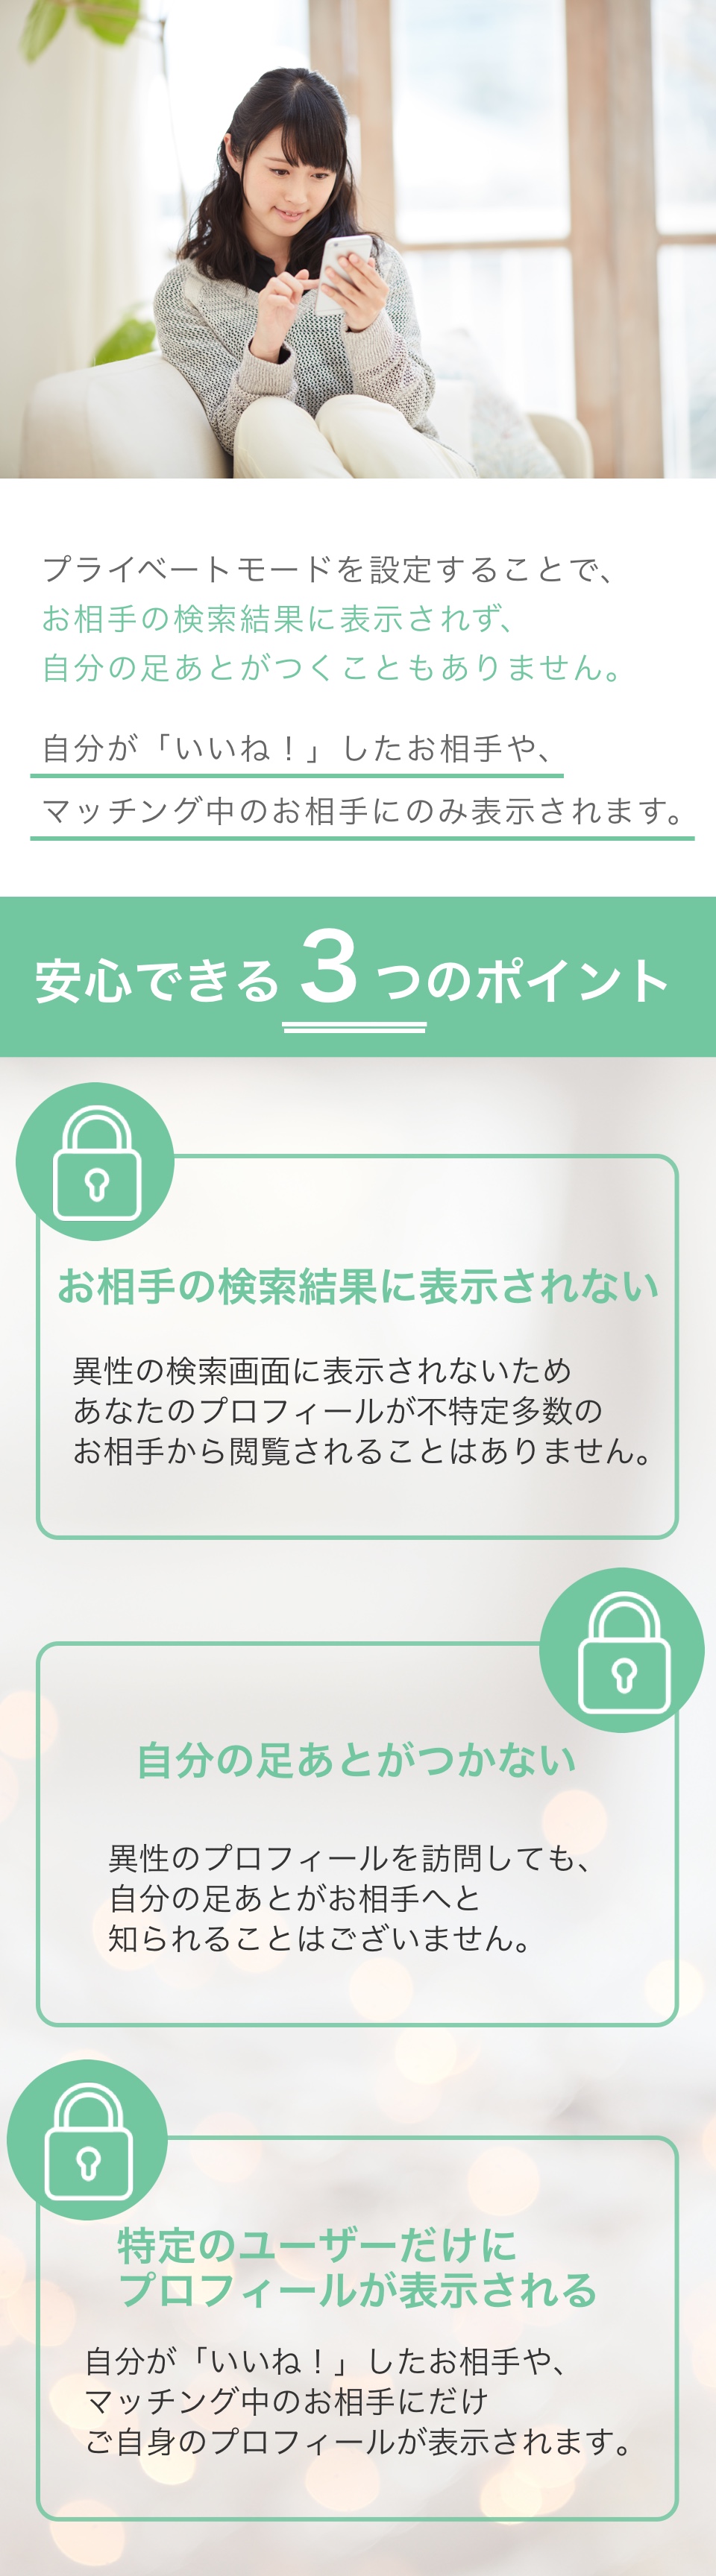 プライベートモードを設定することで、
お相手の検索結果に表示されず、
自分の足あとがつくこともありません。
自分が「いいね！」したお相手や、
マッチング中のお相手にのみ表示されます。
安心できる3つのポイント
お相手の検索結果に表示されない
異性の検索画面に表示されないため
あなたのプロフィールが不特定多数の
お相手から閲覧されることはありません。
自分の足あとがつかない
異性のプロフィールを訪問しても、
自分の足あとがお相手へと
知られることはございません。
特定のユーザーだけに
プロフィールが表示される
自分が「いいね！」したお相手や、
マッチング中のお相手にだけ
ご自身のプロフィールが表示されます。